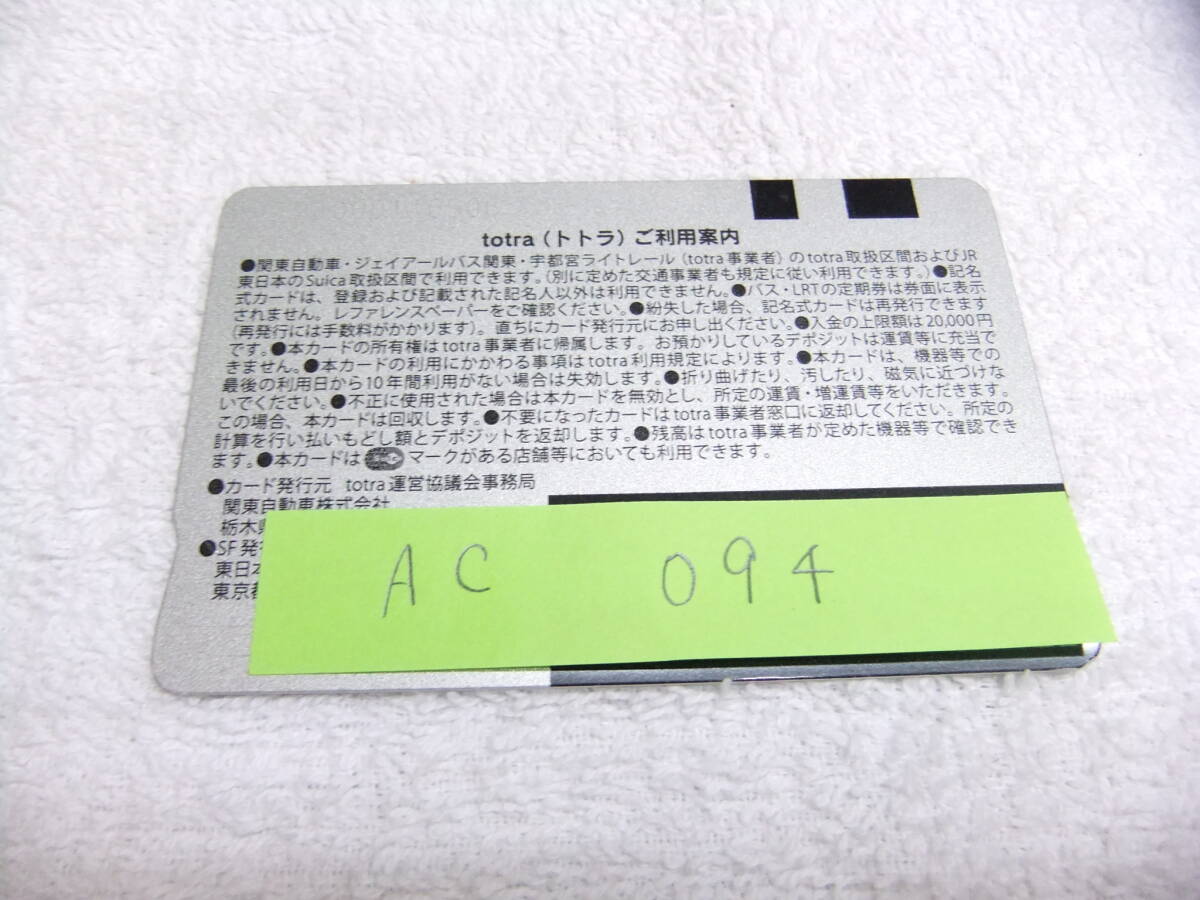 totra（トトラ）ご利用案内
●関東自動車・ジェイアールバス関東・宇都宮ライトレール（totra事業者）のtotra取扱区間およびJR
東日本のSuica取扱区間で利用できます。（別に定めた交通事業者も規定に従い利用できます。）●記名
式カードは、登録および記載された記名人以外は利用できません。●バス・LRTの定期券は券面に表示
されません。レファレンスペーパーをご確認ください。●紛失した場合、記名式カードは再発行できます
（再発行には手数料がかかります）。直ちにカード発行元にお申し出ください。●入金の上限額は20,000円
です。●本カードの所有権はtotra事業者に帰属します。お預かりしているデポジットは運賃等に充当で
きません。●本カードの利用にかかわる事項はtotra利用規定によります。●本カードは、機器等での
最後の利用日から10年間利用がない場合は失効します。●折り曲げたり、汚したり、磁気に近づけな
いでください。●不正に使用された場合は本カードを無効とし、所定の運賃・増運賃等をいただきます。
この場合、本カードは回収します。●不要になったカードはtotra事業者窓口に返却してください。所定の
計算を行い払いもどし額とデポジットを返却します。●残高はtotra事業者が定めた機器等で確認でき
ます。●本カードはマークがある店舗等においても利用できます。
●カード発行元 totra運営協議会事務局
関東自動車株式会社
栃木県
●SF発行
東日本
東京都
AC 094